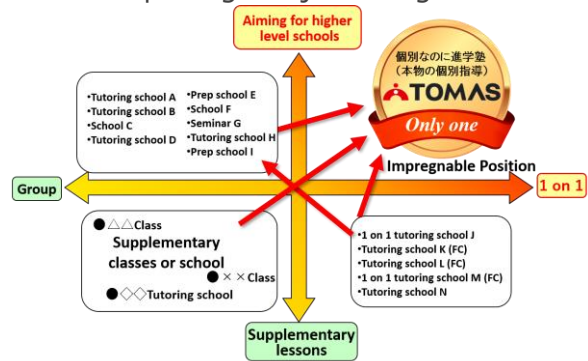 Aiming for higher
level schools
•Tutoring school A
•Tutoring school B
•School C
•Tutoring school D
•Prep school E
•School F
•Seminar G
•Tutoring school H
•Prep school I
個別なのに進学塾
(本物の個別指導)
TOMAS
Only one
Impregnable Position
Group
1 on 1
●△△Class
Supplementary
classes or school
●××Class
●◇◇Tutoring school
•1 on 1 tutoring school J
•Tutoring school K (FC)
•Tutoring school L (FC)
•1 on 1 tutoring school M (FC)
•Tutoring school N
Supplementary
lessons